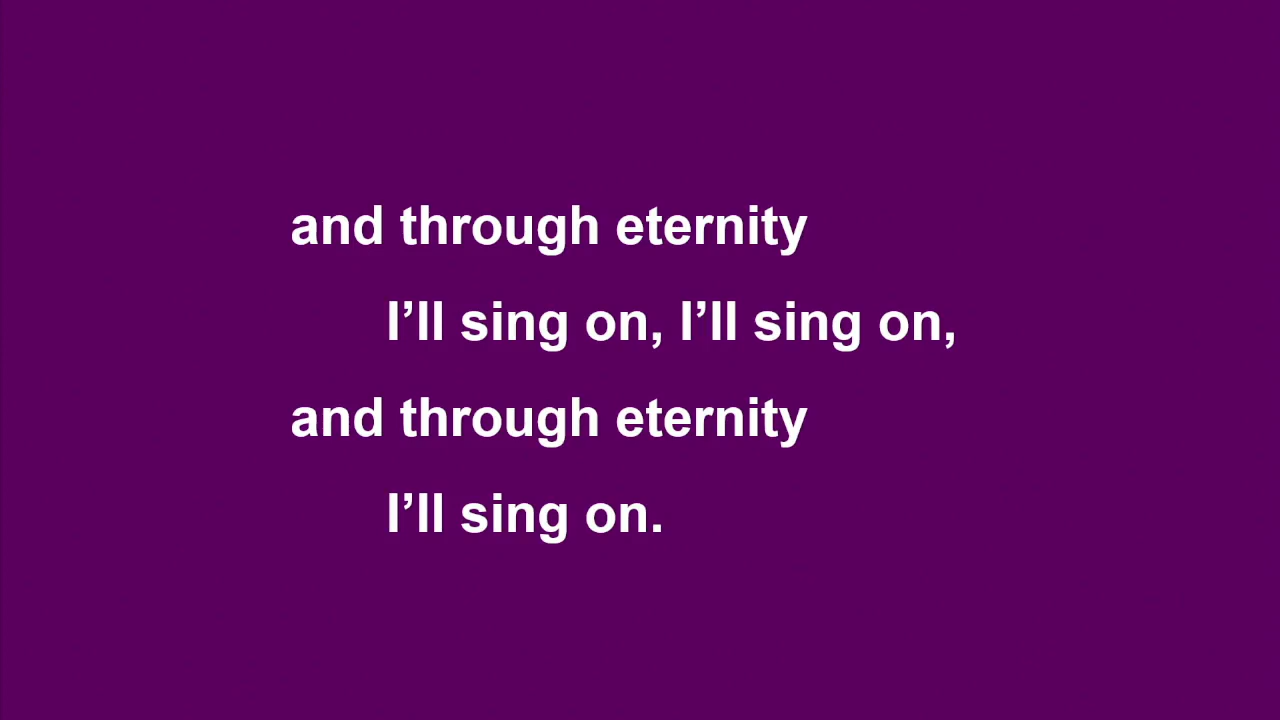 and through eternity
I’ll sing on, I’ll sing on,
and through eternity
I’ll sing on.